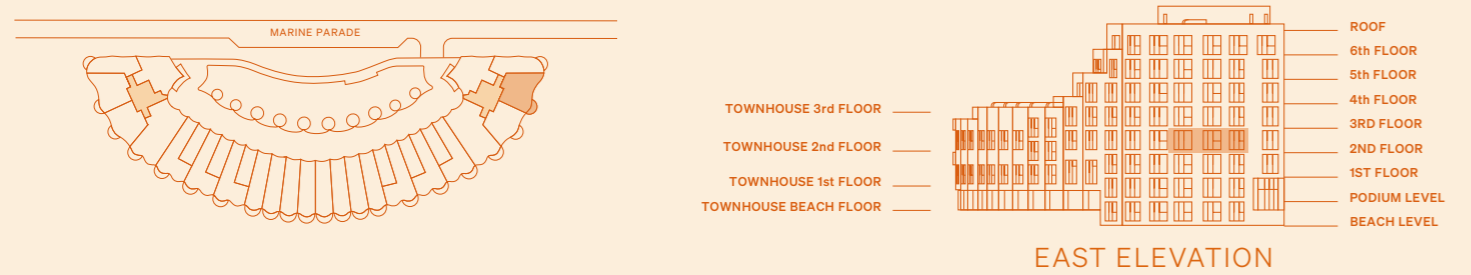 MARINE PARADE
TOWNHOUSE 3rd FLOOR
TOWNHOUSE 2nd FLOOR
TOWNHOUSE 1st FLOOR
TOWNHOUSE BEACH FLOOR
ROOF
6th FLOOR
5th FLOOR
4th FLOOR
3RD FLOOR
2ND FLOOR
1ST FLOOR
PODIUM LEVEL
BEACH LEVEL
EAST ELEVATION